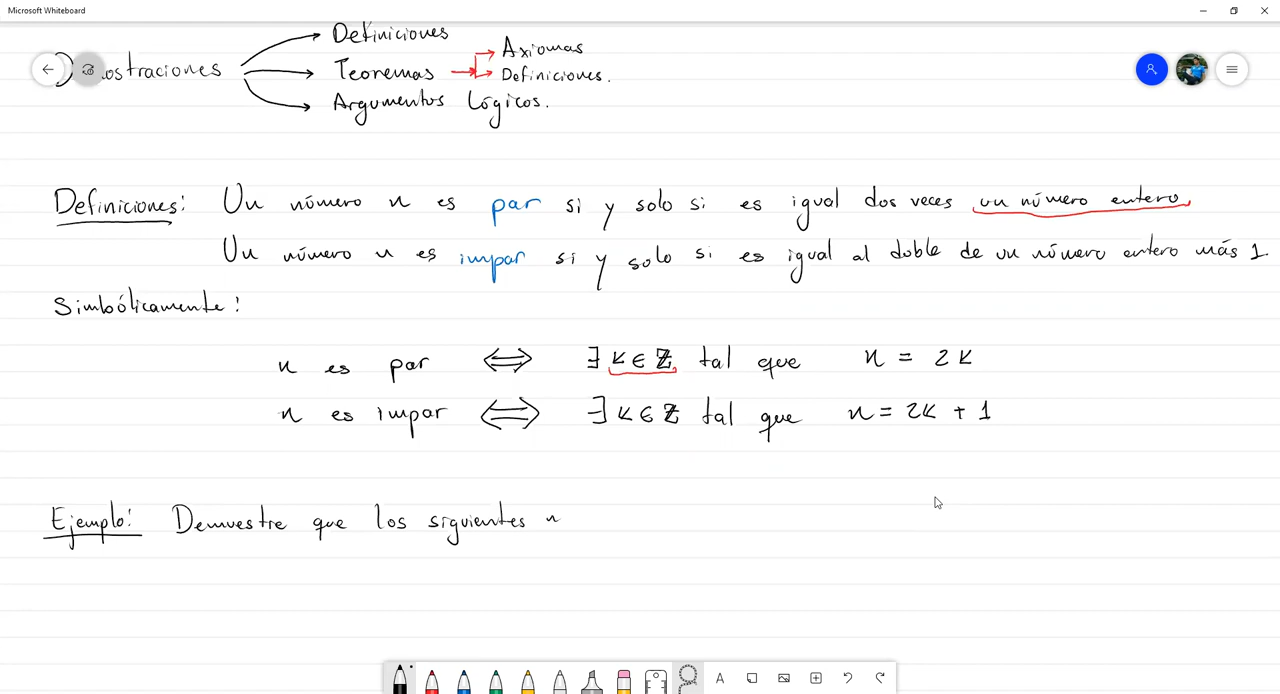 Microsoft Whiteboard
Definiciones
ostraciones
Teoremas
Axiomas
Definiciones.
Argumentos Lógicos.
Definiciones: Un número n es par si y solo si es igual dos veces un número entero
Un número n es impar si y solo si es igual al doble de un número entero más 1.
Simbólicamente:
n es par ⟺ ∃ k ∈ ℤ tal que n = 2k
n es impar ⟺ ∃ k ∈ ℤ tal que n = 2k + 1
Ejemplo: Demuestre que los siguientes n
A